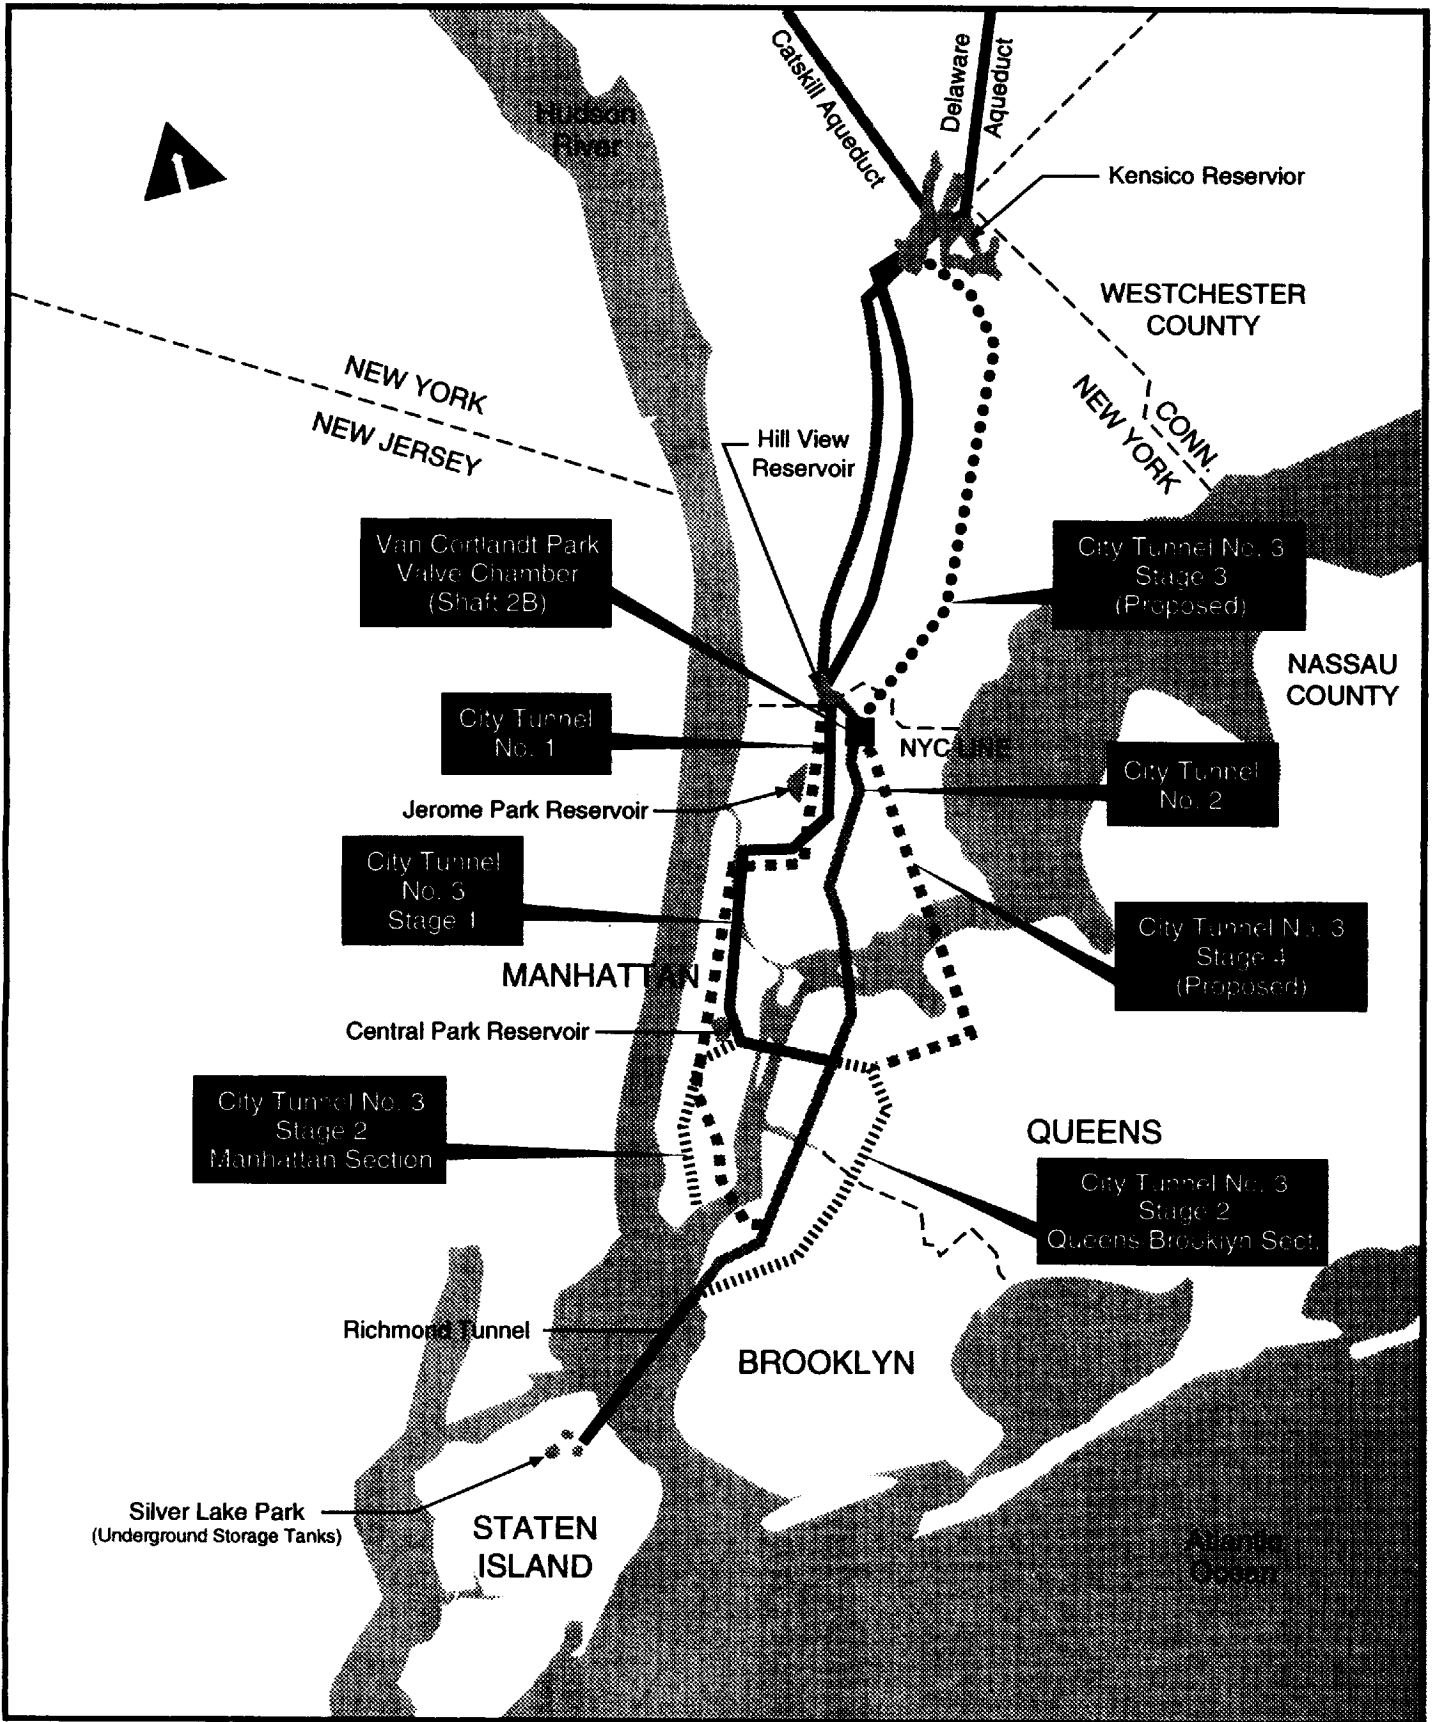 Catskill Aqueduct
Delaware
Aqueduct
Hudson
River
Kensico Reservior
WESTCHESTER
COUNTY
NEW YORK
NEW JERSEY
CONN.
NEW YORK
Hill View
Reservoir
Van Cortlandt Park
Valve Chamber
(Shaft 2B)
City Tunnel No. 3
Stage 3
(Proposed)
NASSAU
COUNTY
City Tunnel
No. 1
NYC LINE
City Tunnel
No. 2
Jerome Park Reservoir
City Tunnel
No. 3
Stage 1
City Tunnel No. 3
Stage 4
(Proposed)
MANHATTAN
Central Park Reservoir
City Tunnel No. 3
Stage 2
Manhattan Section
QUEENS
City Tunnel No. 3
Stage 2
Queens Brooklyn Sect.
Richmond Tunnel
BROOKLYN
Silver Lake Park
(Underground Storage Tanks)
STATEN
ISLAND
Atlantic
Ocean